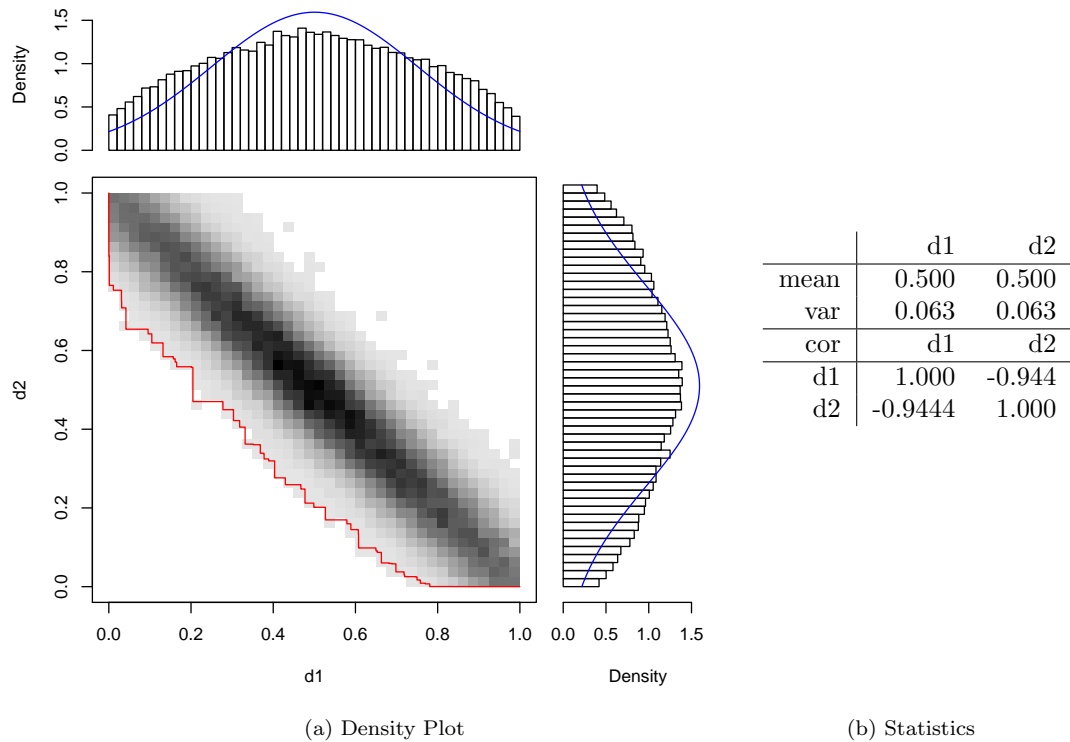 Density
0.0 0.5 1.0 1.5
d2
0.0 0.2 0.4 0.6 0.8 1.0
0.0 0.2 0.4 0.6 0.8 1.0
d1
0.0 0.5 1.0 1.5
Density
d1 d2
mean 0.500 0.500
var 0.063 0.063
cor d1 d2
d1 1.000 -0.944
d2 -0.9444 1.000
(a) Density Plot
(b) Statistics